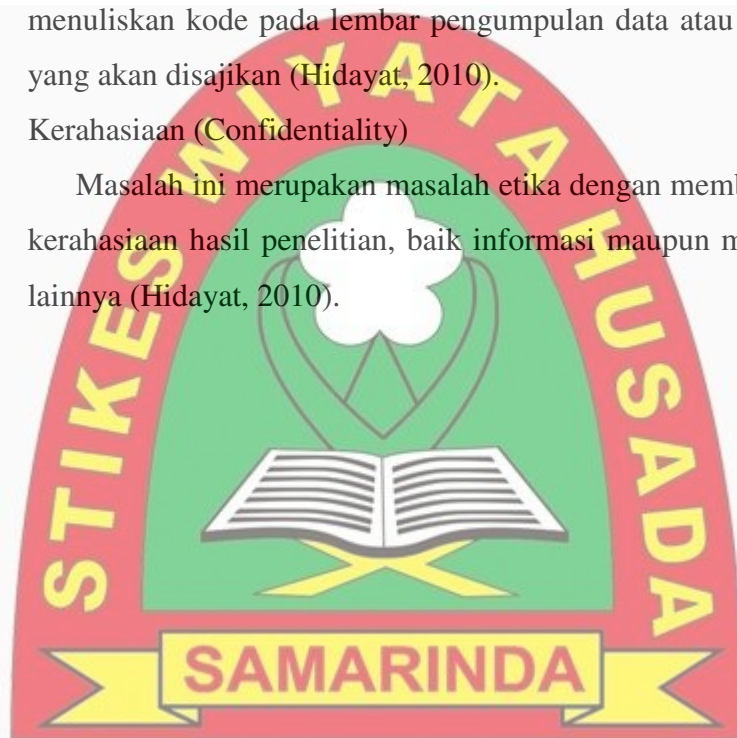 menuliskan kode pada lembar pengumpulan data atau
yang akan disajikan (Hidayat, 2010).
Kerahasiaan (Confidentiality)
Masalah ini merupakan masalah etika dengan
kerahasiaan hasil penelitian, baik informasi maupun
lainnya (Hidayat, 2010).
STIKES WIYATA HUSADA
SAMARINDA